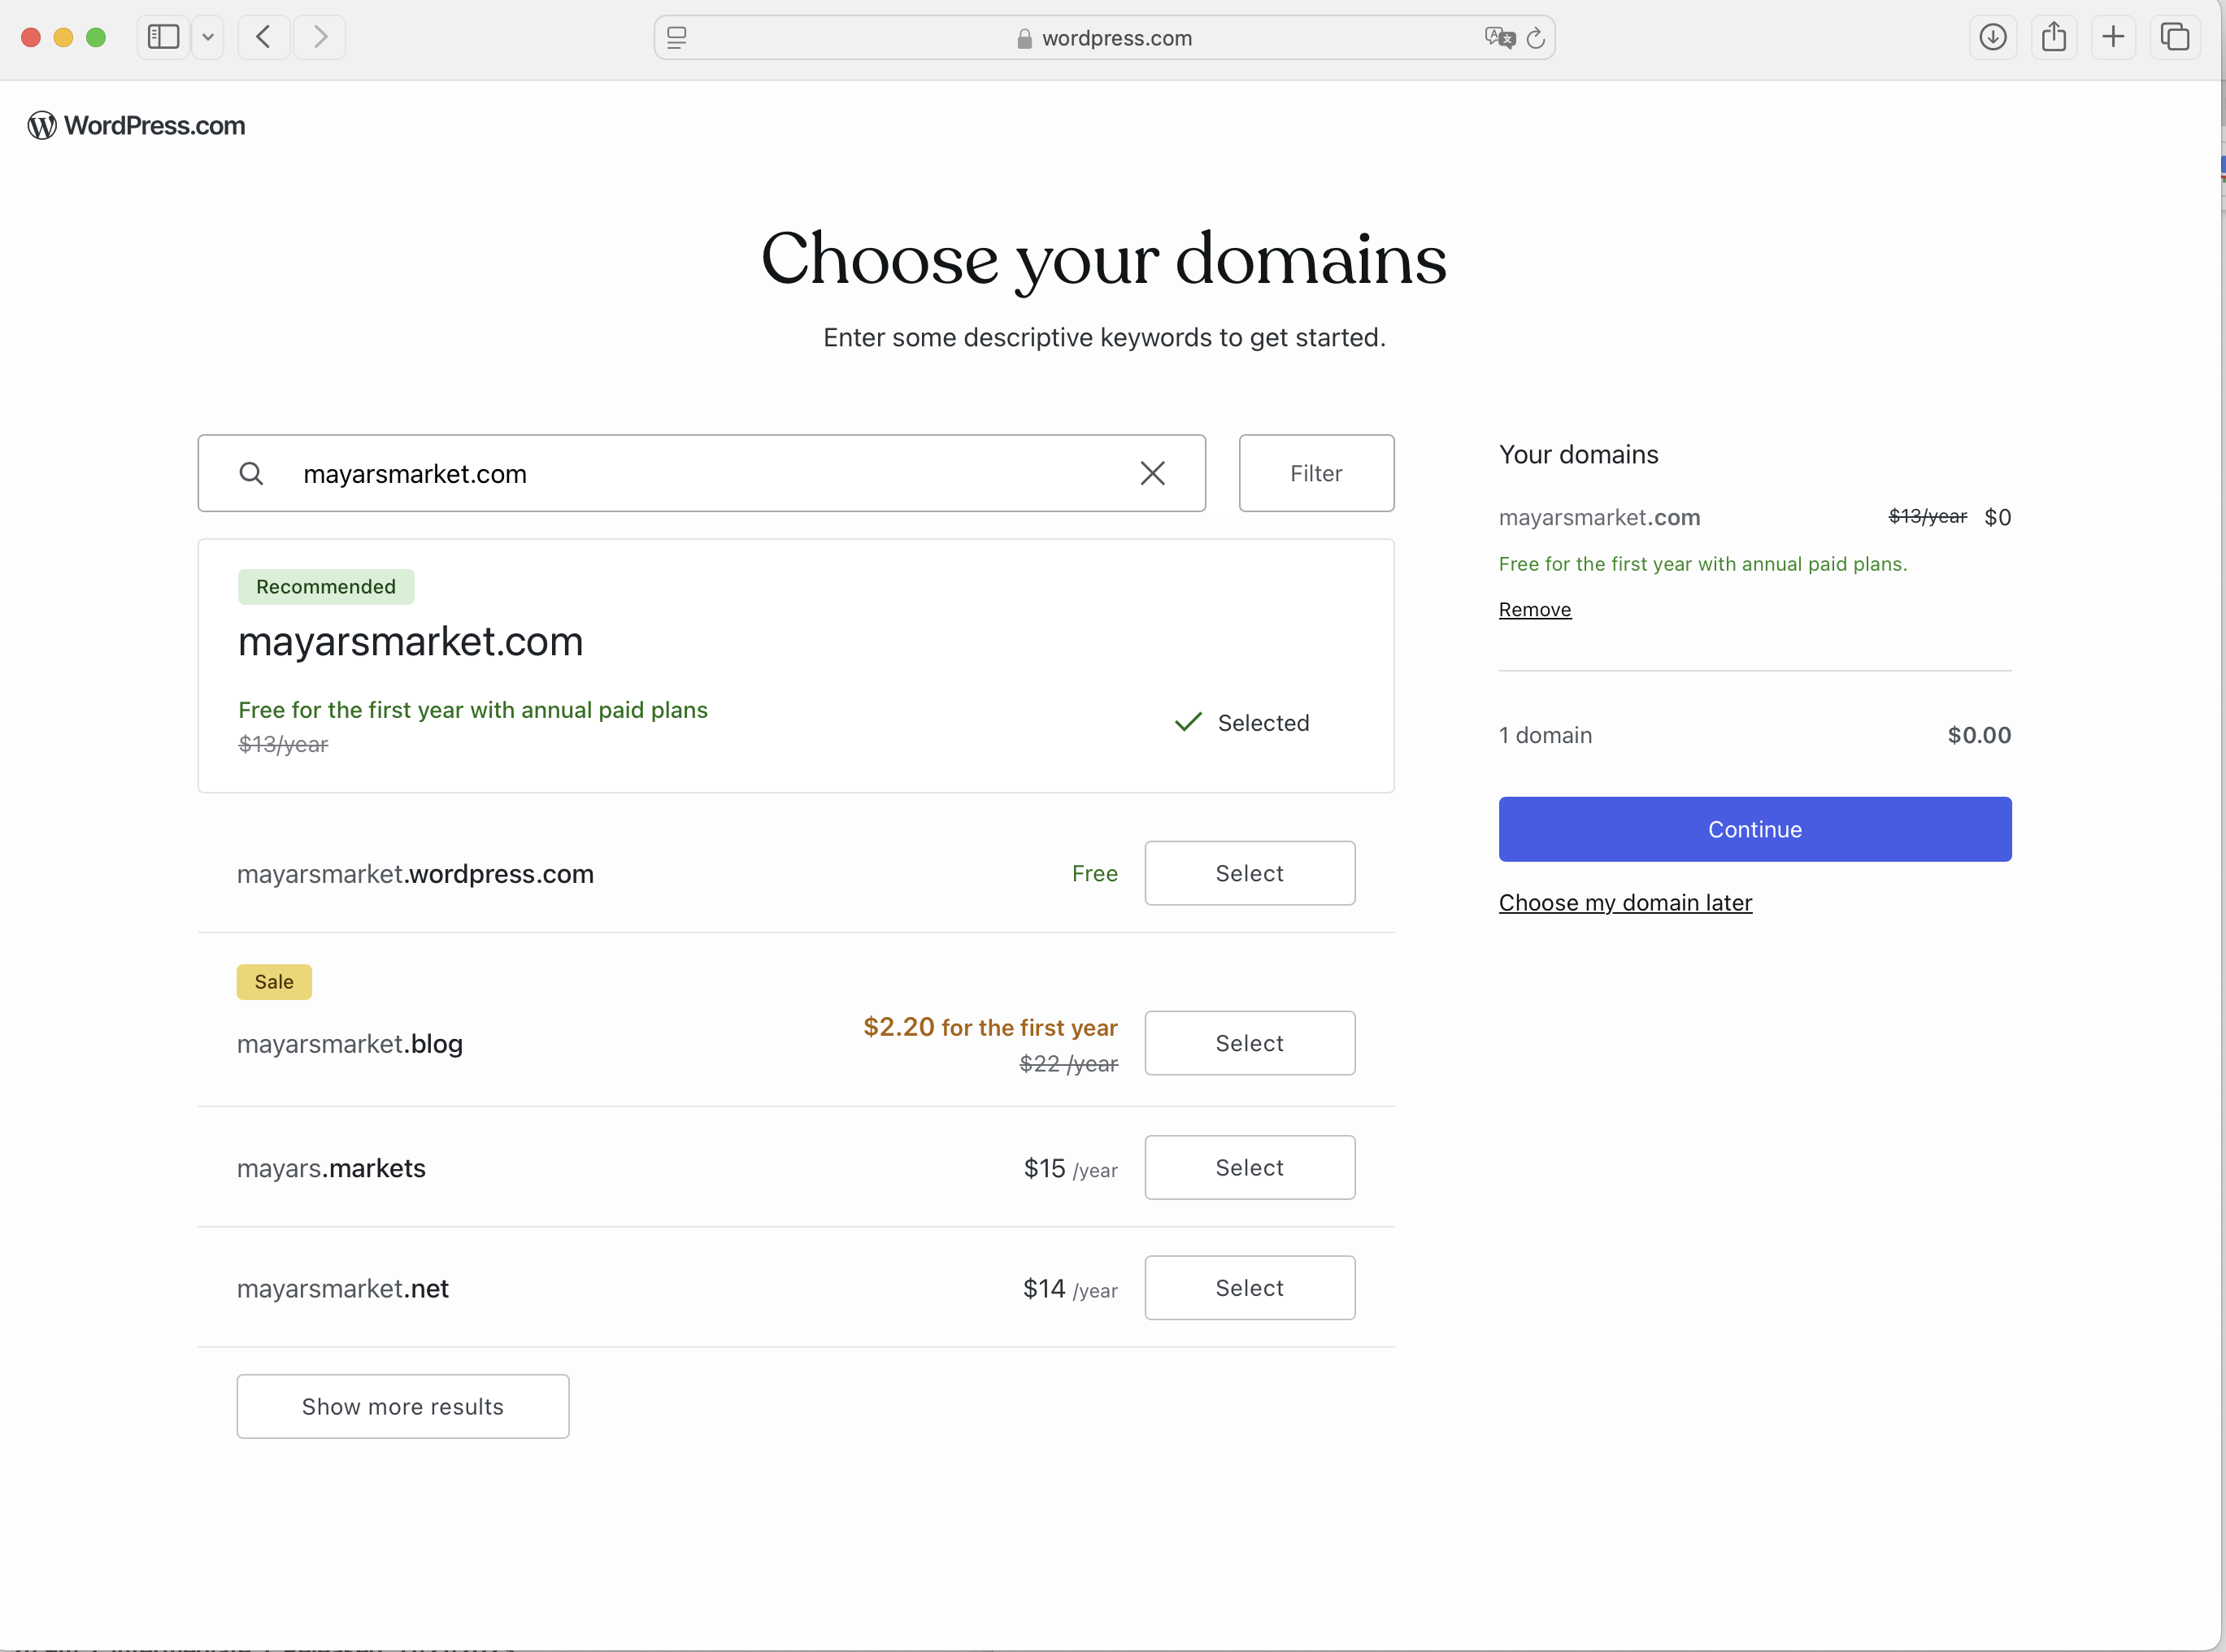 wordpress.com
WordPress.com
Choose your domains
Enter some descriptive keywords to get started.
mayarsmarket.com
Filter
Recommended
mayarsmarket.com
Free for the first year with annual paid plans
$13/year
Selected
mayarsmarket.wordpress.com Free Select
Sale
mayarsmarket.blog $2.20 for the first year Select
$22 /year
mayars.markets $15 /year Select
mayarsmarket.net $14 /year Select
Show more results
Your domains
mayarsmarket.com $13/year $0
Free for the first year with annual paid plans.
Remove
1 domain $0.00
Continue
Choose my domain later